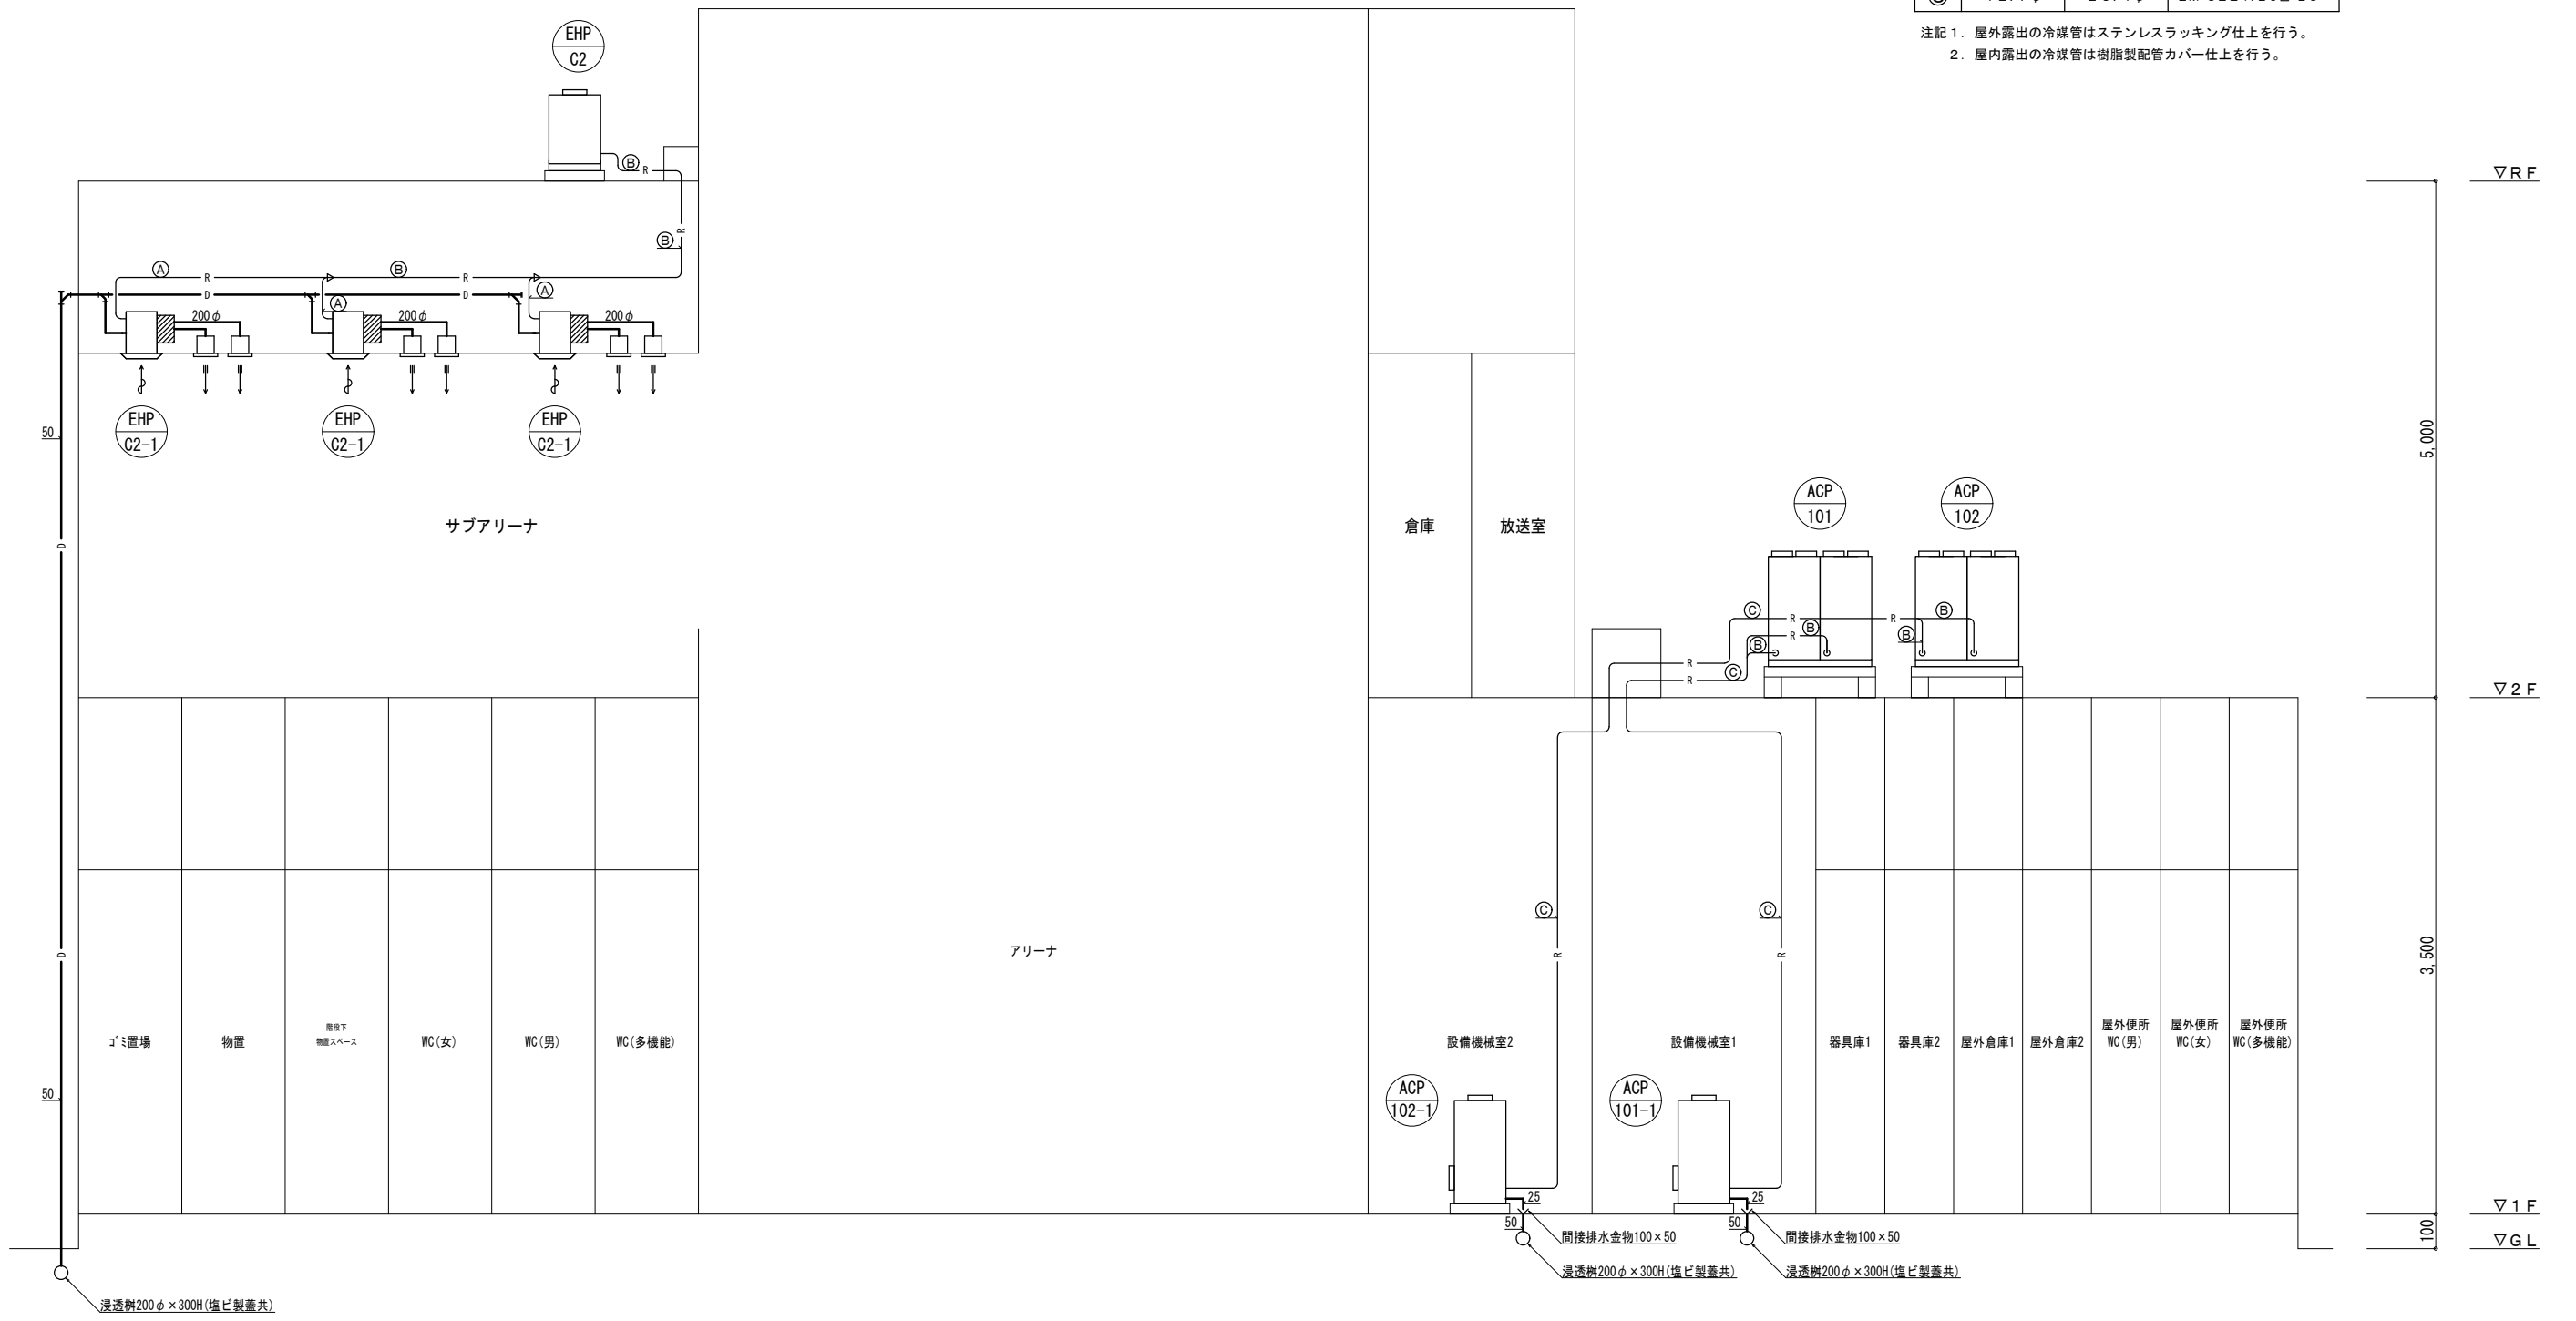 注記１．屋外露出の冷媒管はステンレスラッキング仕上を行う。
２．屋内露出の冷媒管は樹脂製配管カバー仕上を行う。
EHP
C2
B
R
▽RF
R
B
A
R
B
R
D
D
A
A
200φ
200φ
200φ
EHP
C2-1
EHP
C2-1
EHP
C2-1
50
5,000
サブアリーナ
倉庫
放送室
ACP
101
ACP
102
D
C
R
R
B
R
B
B
B
R
C
R
▽2F
C
C
D
R
R
アリーナ
3,500
ｺﾞﾐ置場
物置
階段下
物置スペース
WC(女)
WC(男)
WC(多機能)
設備機械室2
設備機械室1
器具庫1
器具庫2
屋外倉庫1
屋外倉庫2
屋外便所
WC(男)
屋外便所
WC(女)
屋外便所
WC(多機能)
50
ACP
102-1
ACP
101-1
25
25
▽1F
50
50
100
間接排水金物100×50
間接排水金物100×50
▽GL
浸透桝200φ×300H(塩ビ製蓋共)
浸透桝200φ×300H(塩ビ製蓋共)
浸透桝200φ×300H(塩ビ製蓋共)